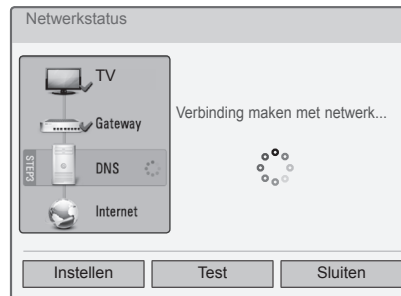 Netwerkstatus
TV
Gateway
STEP3
DNS
Internet
Verbinding maken met netwerk...
Instellen
Test
Sluiten